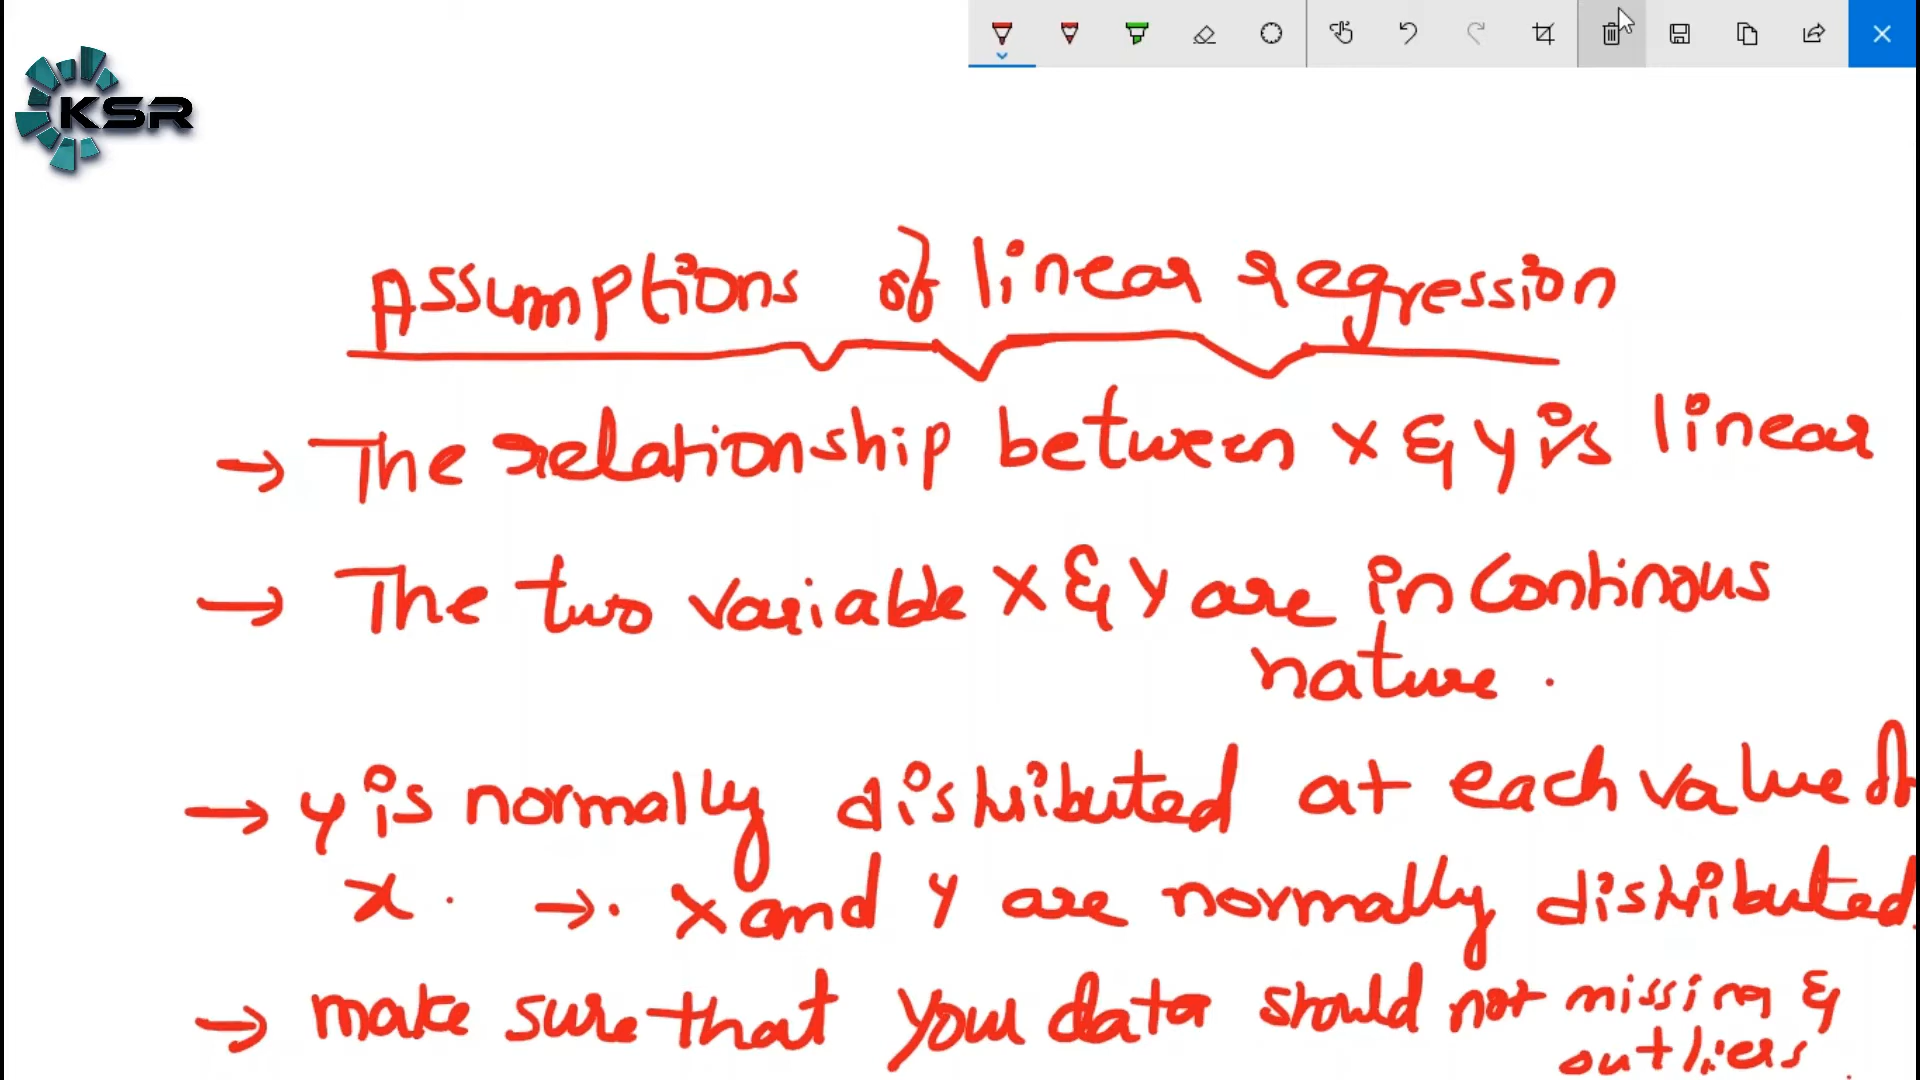 KSR
Assumptions of linear regression
→ The relationship between X & y is linear
→ The two variable X & Y are in Continous
nature .
→ y is normally distributed at each value of
x . → . X and Y are normally distributed.
→ make sure that your data should not missing &
outliers .